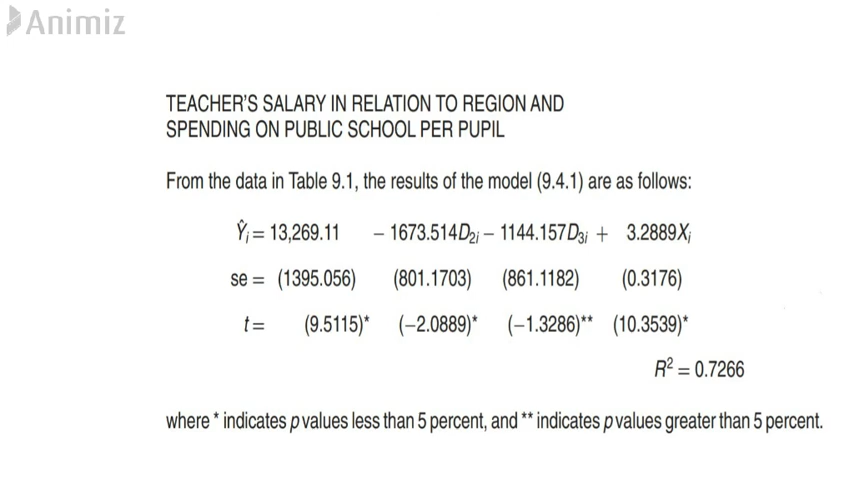 Animiz
TEACHER'S SALARY IN RELATION TO REGION AND
SPENDING ON PUBLIC SCHOOL PER PUPIL
From the data in Table 9.1, the results of the model (9.4.1) are as follows:
Ŷᵢ = 13,269.11 − 1673.514D₂ᵢ − 1144.157D₃ᵢ + 3.2889Xᵢ
se = (1395.056) (801.1703) (861.1182) (0.3176)
t = (9.5115)* (−2.0889)* (−1.3286)** (10.3539)*
R² = 0.7266
where * indicates p values less than 5 percent, and ** indicates p values greater than 5 percent.